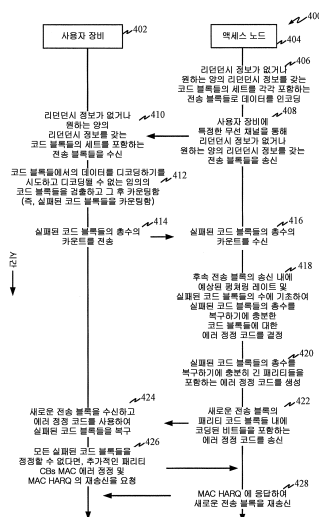 400
사용자 장비
402
액세스 노드
404
406
리던던시 정보가 없거나
원하는 양의 리던던시 정보를 갖는
코드 블록들의 세트를 각각 포함하는
전송 블록들로 데이터를 인코딩
408
사용자 장비에
특정한 무선 채널을 통해
리던던시 정보가 없거나
원하는 양의 리던던시 정보를 갖는
전송 블록들을 송신
410
리던던시 정보가 없거나
원하는 양의
리던던시 정보를 갖는
코드 블록들의 세트를 포함하는
전송 블록들을 수신
코드 블록들에서의 데이터를 디코딩하기를
412
시도하고 디코딩될 수 없는 임의의
코드 블록들을 검출하고 그 후 카운팅함
(즉, 실패된 코드 블록들을 카운팅함)
414
실패된 코드 블록들의 총수의
카운트를 전송
416
실패된 코드 블록들의 총수의
카운트를 수신
시간
418
후속 전송 블록의 송신 내에
예상된 펑쳐링 레이트 및
실패된 코드 블록들의 수에 기초하여
실패된 코드 블록들의 총수를
복구하기에 충분한
코드 블록들에 대한
에러 정정 코드를 결정
420
실패된 코드 블록들의 총수를
복구하기에 충분히 긴 패리티들을
포함하는 에러 정정 코드를 생성
422
새로운 전송 블록의
패리티 코드 블록들 내에
코딩된 비트들을 포함하는
에러 정정 코드를 송신
424
새로운 전송 블록을 수신하고
에러 정정 코드를 사용하여
실패된 코드 블록들을 복구
426
모든 실패된 코드 블록들을
정정할 수 없다면, 추가적인 패리티
CBs MAC 에러 정정 및
MAC HARQ 의 재송신을 요청
428
MAC HARQ 에 응답하여
새로운 전송 블록을 재송신